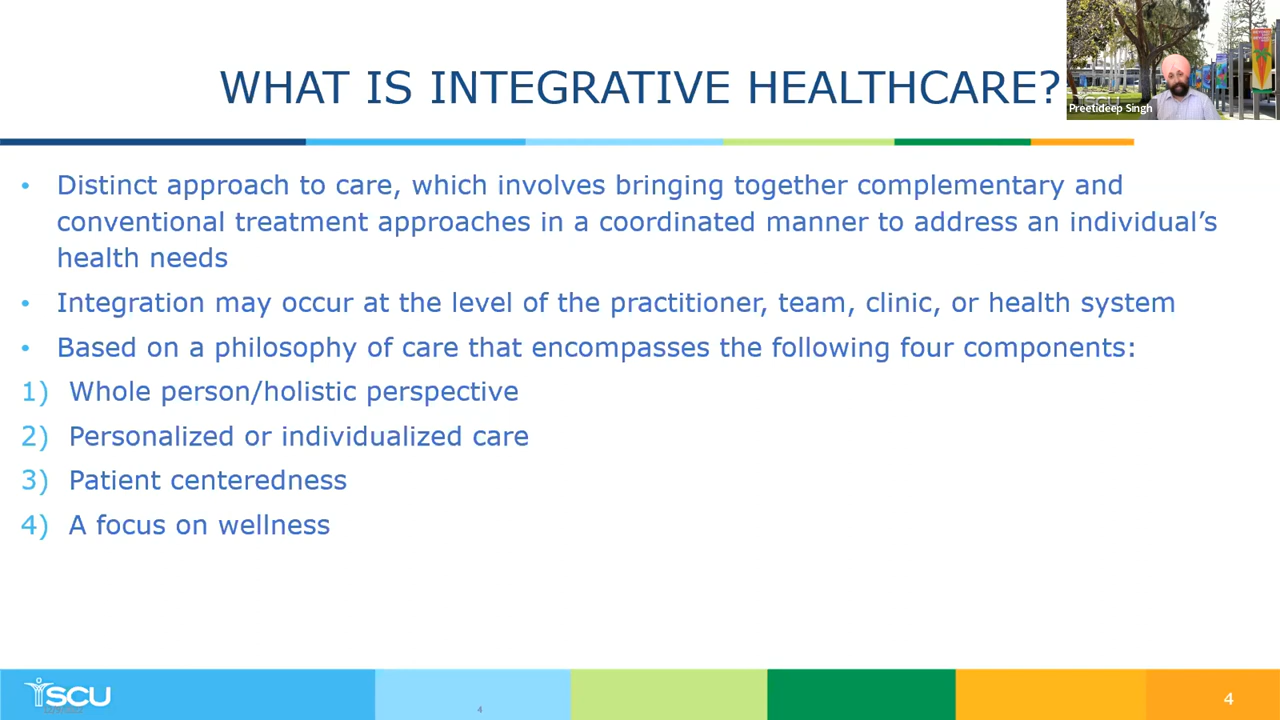 WHAT IS INTEGRATIVE HEALTHCARE?
Preetideep Singh
• Distinct approach to care, which involves bringing together complementary and
conventional treatment approaches in a coordinated manner to address an individual’s
health needs
• Integration may occur at the level of the practitioner, team, clinic, or health system
• Based on a philosophy of care that encompasses the following four components:
1) Whole person/holistic perspective
2) Personalized or individualized care
3) Patient centeredness
4) A focus on wellness
SCU
4
4